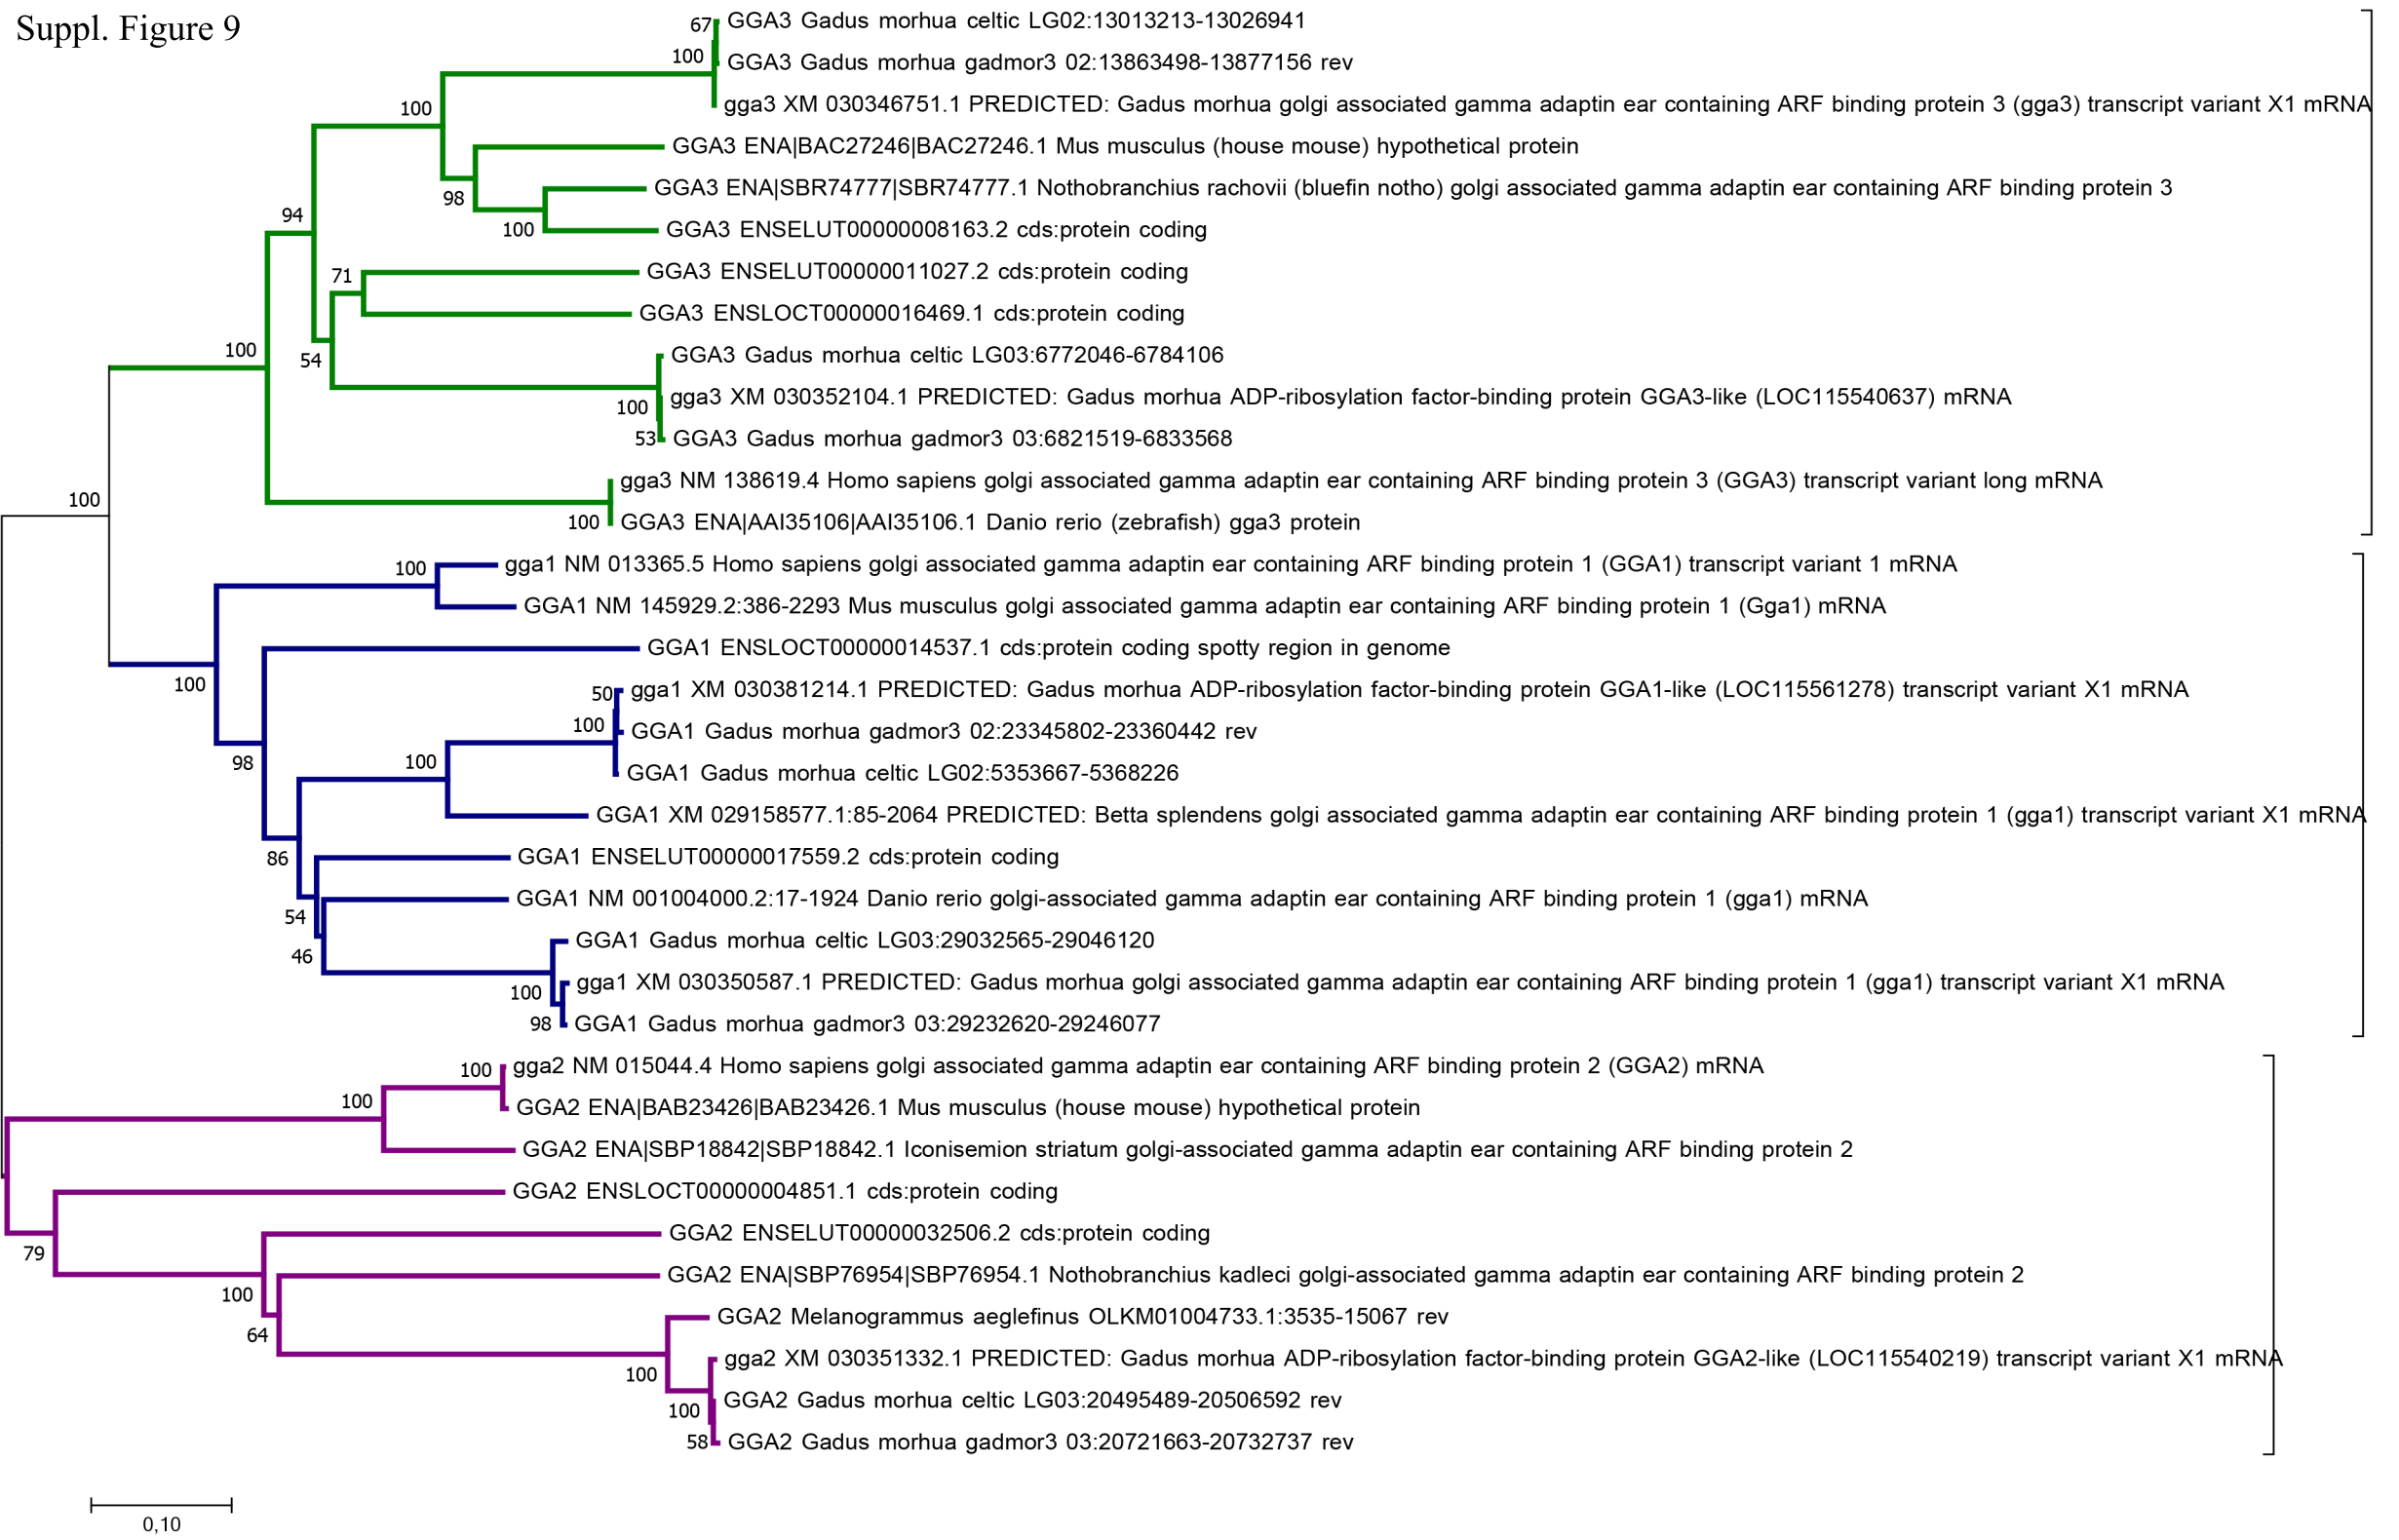 Suppl. Figure 9
67
GGA3 Gadus morhua celtic LG02:13013213-13026941
100
GGA3 Gadus morhua gadmor3 02:13863498-13877156 rev
gga3 XM 030346751.1 PREDICTED: Gadus morhua golgi associated gamma adaptin ear containing ARF binding protein 3 (gga3) transcript variant X1 mRNA
100
GGA3 ENA|BAC27246|BAC27246.1 Mus musculus (house mouse) hypothetical protein
98
GGA3 ENA|SBR74777|SBR74777.1 Nothobranchius rachovii (bluefin notho) golgi associated gamma adaptin ear containing ARF binding protein 3
94
100
GGA3 ENSELUT00000008163.2 cds:protein coding
71
GGA3 ENSELUT00000011027.2 cds:protein coding
GGA3 ENSLOCT00000016469.1 cds:protein coding
100
54
GGA3 Gadus morhua celtic LG03:6772046-6784106
gga3 XM 030352104.1 PREDICTED: Gadus morhua ADP-ribosylation factor-binding protein GGA3-like (LOC115540637) mRNA
100
53
GGA3 Gadus morhua gadmor3 03:6821519-6833568
gga3 NM 138619.4 Homo sapiens golgi associated gamma adaptin ear containing ARF binding protein 3 (GGA3) transcript variant long mRNA
100
100
GGA3 ENA|AAI35106|AAI35106.1 Danio rerio (zebrafish) gga3 protein
100
gga1 NM 013365.5 Homo sapiens golgi associated gamma adaptin ear containing ARF binding protein 1 (GGA1) transcript variant 1 mRNA
GGA1 NM 145929.2:386-2293 Mus musculus golgi associated gamma adaptin ear containing ARF binding protein 1 (Gga1) mRNA
GGA1 ENSLOCT00000014537.1 cds:protein coding spotty region in genome
100
50
gga1 XM 030381214.1 PREDICTED: Gadus morhua ADP-ribosylation factor-binding protein GGA1-like (LOC115561278) transcript variant X1 mRNA
100
GGA1 Gadus morhua gadmor3 02:23345802-23360442 rev
98
100
GGA1 Gadus morhua celtic LG02:5353667-5368226
GGA1 XM 029158577.1:85-2064 PREDICTED: Betta splendens golgi associated gamma adaptin ear containing ARF binding protein 1 (gga1) transcript variant X1 mRNA
86
GGA1 ENSELUT00000017559.2 cds:protein coding
54
GGA1 NM 001004000.2:17-1924 Danio rerio golgi-associated gamma adaptin ear containing ARF binding protein 1 (gga1) mRNA
46
GGA1 Gadus morhua celtic LG03:29032565-29046120
100
gga1 XM 030350587.1 PREDICTED: Gadus morhua golgi associated gamma adaptin ear containing ARF binding protein 1 (gga1) transcript variant X1 mRNA
98
GGA1 Gadus morhua gadmor3 03:29232620-29246077
100
gga2 NM 015044.4 Homo sapiens golgi associated gamma adaptin ear containing ARF binding protein 2 (GGA2) mRNA
100
GGA2 ENA|BAB23426|BAB23426.1 Mus musculus (house mouse) hypothetical protein
GGA2 ENA|SBP18842|SBP18842.1 Iconisemion striatum golgi-associated gamma adaptin ear containing ARF binding protein 2
GGA2 ENSLOCT00000004851.1 cds:protein coding
79
GGA2 ENSELUT00000032506.2 cds:protein coding
100
GGA2 ENA|SBP76954|SBP76954.1 Nothobranchius kadleci golgi-associated gamma adaptin ear containing ARF binding protein 2
64
GGA2 Melanogrammus aeglefinus OLKM01004733.1:3535-15067 rev
100
gga2 XM 030351332.1 PREDICTED: Gadus morhua ADP-ribosylation factor-binding protein GGA2-like (LOC115540219) transcript variant X1 mRNA
100
GGA2 Gadus morhua celtic LG03:20495489-20506592 rev
58
GGA2 Gadus morhua gadmor3 03:20721663-20732737 rev
0,10